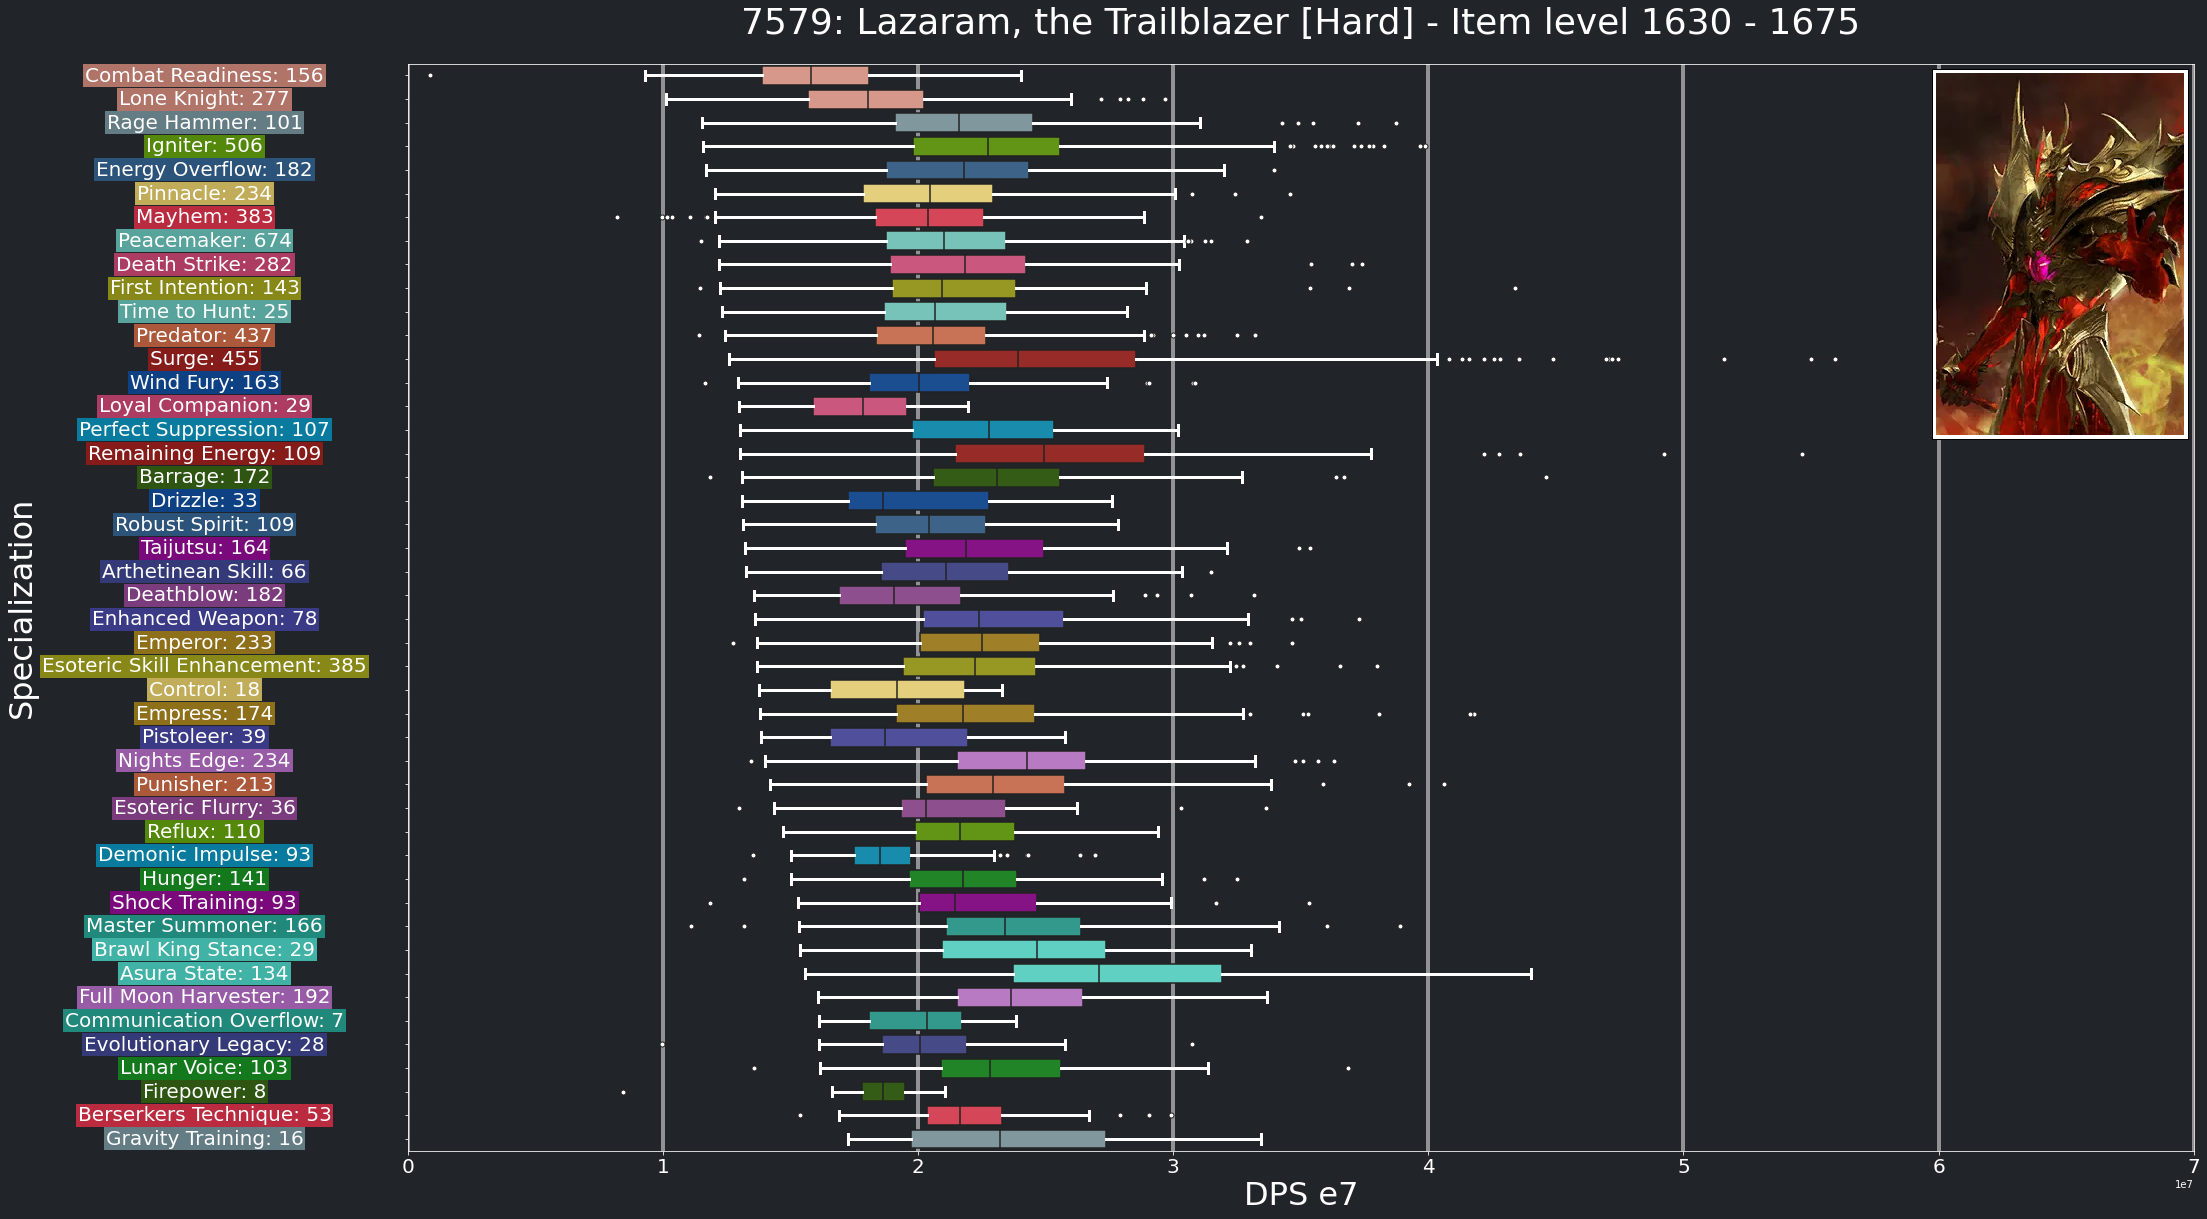 7579: Lazaram, the Trailblazer [Hard] - Item level 1630 - 1675
Specialization
Combat Readiness: 156
Lone Knight: 277
Rage Hammer: 101
Igniter: 506
Energy Overflow: 182
Pinnacle: 234
Mayhem: 383
Peacemaker: 674
Death Strike: 282
First Intention: 143
Time to Hunt: 25
Predator: 437
Surge: 455
Wind Fury: 163
Loyal Companion: 29
Perfect Suppression: 107
Remaining Energy: 109
Barrage: 172
Drizzle: 33
Robust Spirit: 109
Taijutsu: 164
Arthetinean Skill: 66
Deathblow: 182
Enhanced Weapon: 78
Emperor: 233
Esoteric Skill Enhancement: 385
Control: 18
Empress: 174
Pistoleer: 39
Nights Edge: 234
Punisher: 213
Esoteric Flurry: 36
Reflux: 110
Demonic Impulse: 93
Hunger: 141
Shock Training: 93
Master Summoner: 166
Brawl King Stance: 29
Asura State: 134
Full Moon Harvester: 192
Communication Overflow: 7
Evolutionary Legacy: 28
Lunar Voice: 103
Firepower: 8
Berserkers Technique: 53
Gravity Training: 16
0 1 2 3 4 5 6 7
1e7
DPS e7